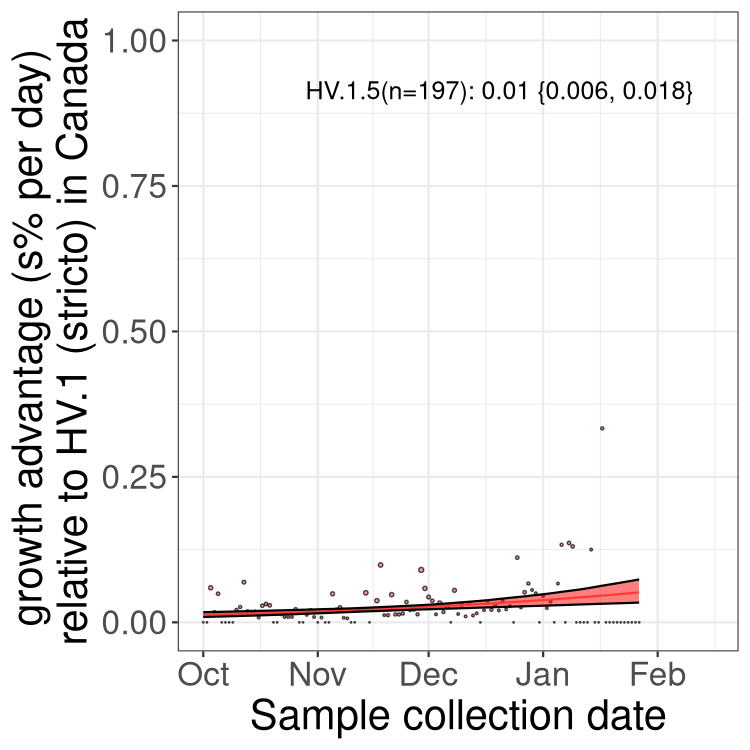 growth advantage (s% per day)
relative to HV.1 (stricto) in Canada
1.00
0.75
0.50
0.25
0.00
HV.1.5(n=197): 0.01 {0.006, 0.018}
Oct Nov Dec Jan Feb
Sample collection date